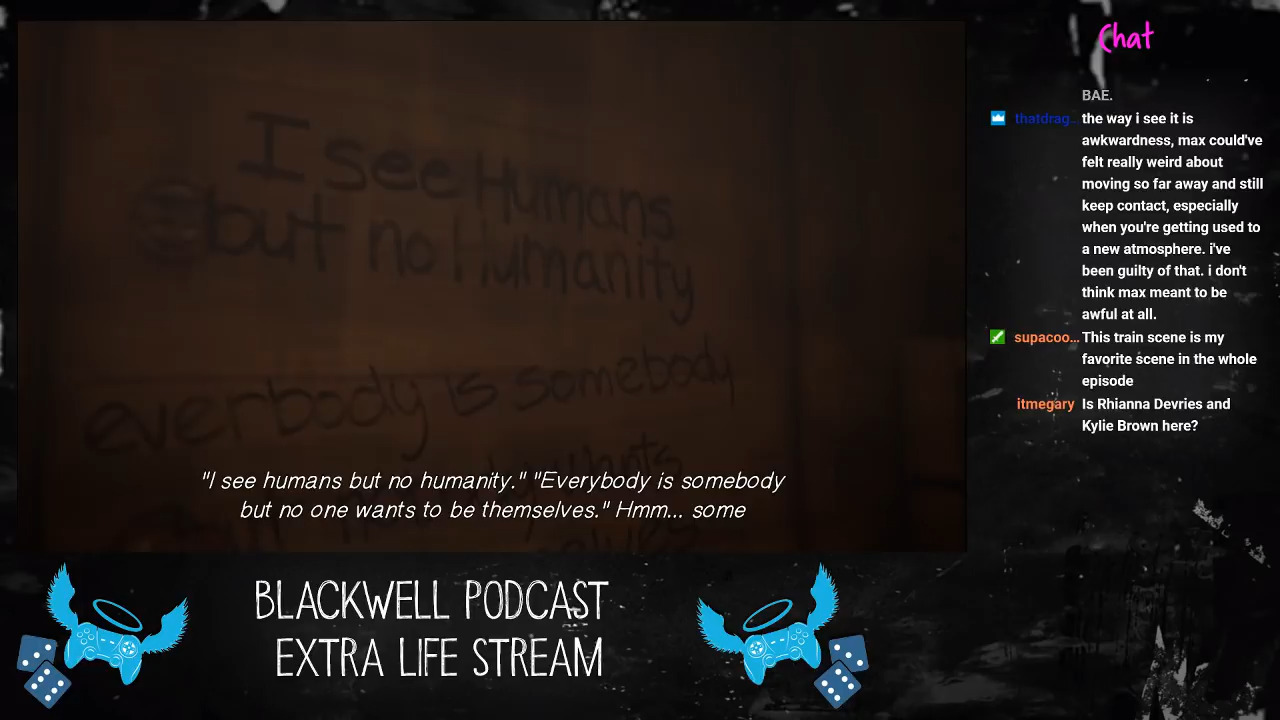 I see Humans
but no Humanity
everbody is somebody
"I see humans but no humanity." "Everybody is somebody
but no one wants to be themselves." Hmm... some
BLACKWELL PODCAST
EXTRA LIFE STREAM
Chat
BAE.
thatdrag... the way i see it is
awkwardness, max could've
felt really weird about
moving so far away and still
keep contact, especially
when you're getting used to
a new atmosphere. i've
been guilty of that. i don't
think max meant to be
awful at all.
supacoo... This train scene is my
favorite scene in the whole
episode
itmegary Is Rhianna Devries and
Kylie Brown here?